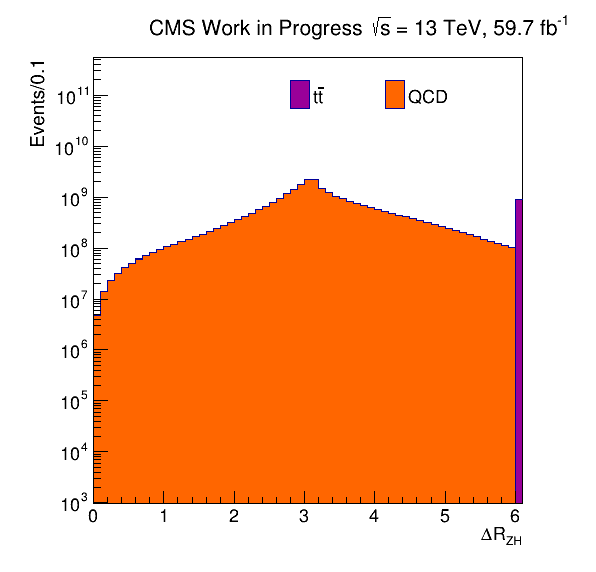 CMS Work in Progress √s = 13 TeV, 59.7 fb⁻¹
Events/0.1
tt̄ QCD
10¹¹
10¹⁰
10⁹
10⁸
10⁷
10⁶
10⁵
10⁴
10³
0 1 2 3 4 5 6
ΔR_ZH